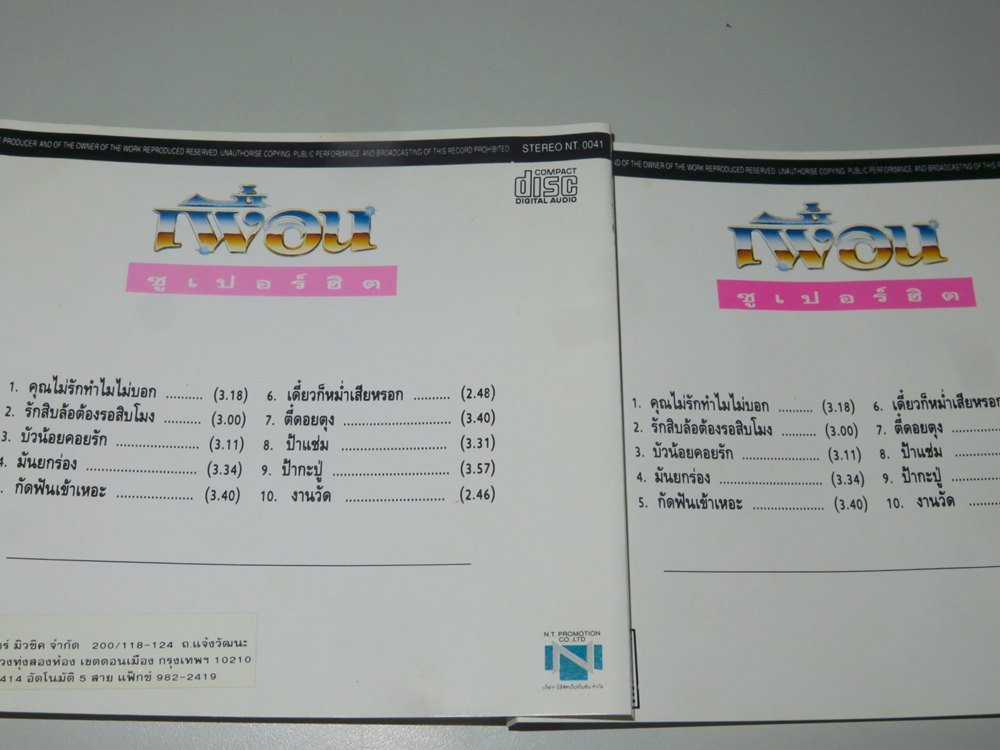 PRODUCER AND OF THE OWNER OF THE WORK REPRODUCED RESERVED. UNAUTHORISE COPYING, PUBLIC PERFORMANCE AND BROADCASTING OF THIS RECORD PROHIBITED. STEREO NT. 0041
COMPACT
disc
DIGITAL AUDIO
เพื่อน
ซูเปอร์ฮิต
1. คุณไม่รักทำไมไม่บอก .......... (3.18)
2. รักสิบล้อต้องรอสิบโมง ......... (3.00)
3. บัวน้อยคอยรัก ...................... (3.11)
4. มันยกร่อง ............................ (3.34)
กัดฟันเข้าเหอะ ..................... (3.40)
6. เดี๋ยวก็หม่ำเสียหรอก .......... (2.48)
7. ตี๋ดอยตุง ............................ (3.40)
8. ป้าแช่ม ............................. (3.31)
9. ป้ากะปู่ ............................. (3.57)
10. งานวัด ............................ (2.46)
มิวซิค จำกัด 200/118-124 ถ.แจ้งวัฒนะ
แขวงทุ่งสองห้อง เขตดอนเมือง กรุงเทพฯ 10210
414 อัตโนมัติ 5 สาย แฟ็กซ์ 982-2419
N.T PROMOTION
CO.,LTD
N
AND OF THE OWNER OF THE WORK REPRODUCED RESERVED. UNAUTHORISE COPYING, PUBLIC PERFORMANCE AND BROADCASTING OF THIS
เพื่อน
ซูเปอร์ฮิต
1. คุณไม่รักทำไมไม่บอก .......... (3.18)
2. รักสิบล้อต้องรอสิบโมง ......... (3.00)
3. บัวน้อยคอยรัก ...................... (3.11)
4. มันยกร่อง ............................ (3.34)
5. กัดฟันเข้าเหอะ ..................... (3.40)
6. เดี๋ยวก็หม่ำเสียหรอก
7. ตี๋ดอยตุง ............
8. ป้าแช่ม ............
9. ป้ากะปู่ ............
10. งานวัด ........